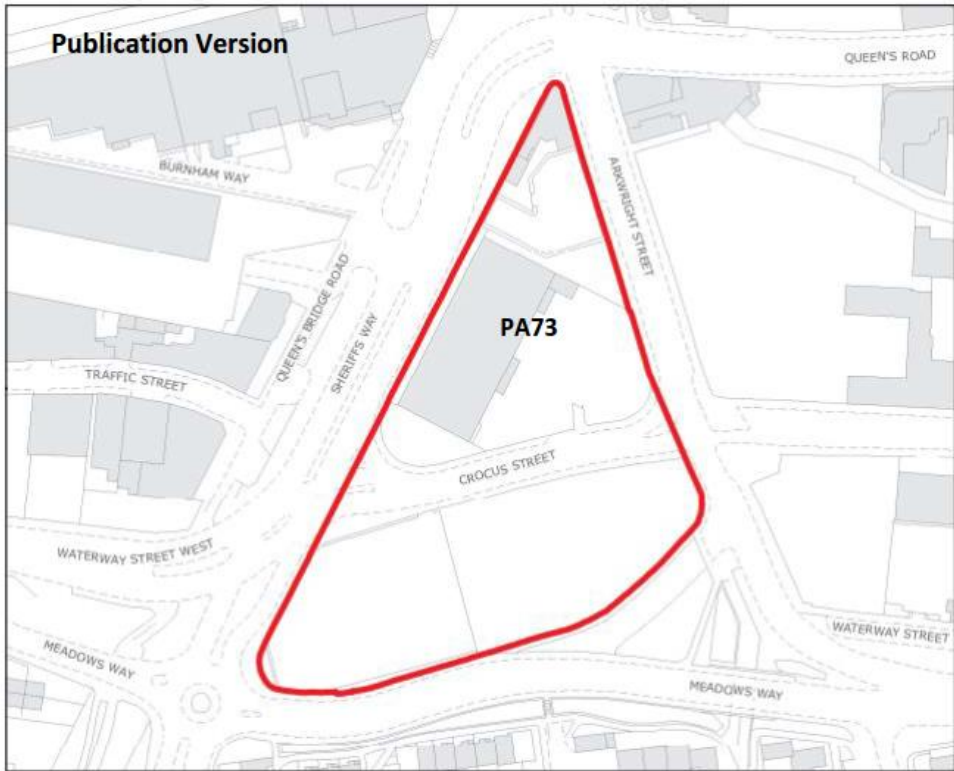 Publication Version
QUEEN'S ROAD
BURNHAM WAY
ARKWRIGHT STREET
QUEEN'S BRIDGE ROAD
SHERIFFS WAY
PA73
TRAFFIC STREET
CROCUS STREET
WATERWAY STREET WEST
WATERWAY STREET
MEADOWS WAY
MEADOWS WAY